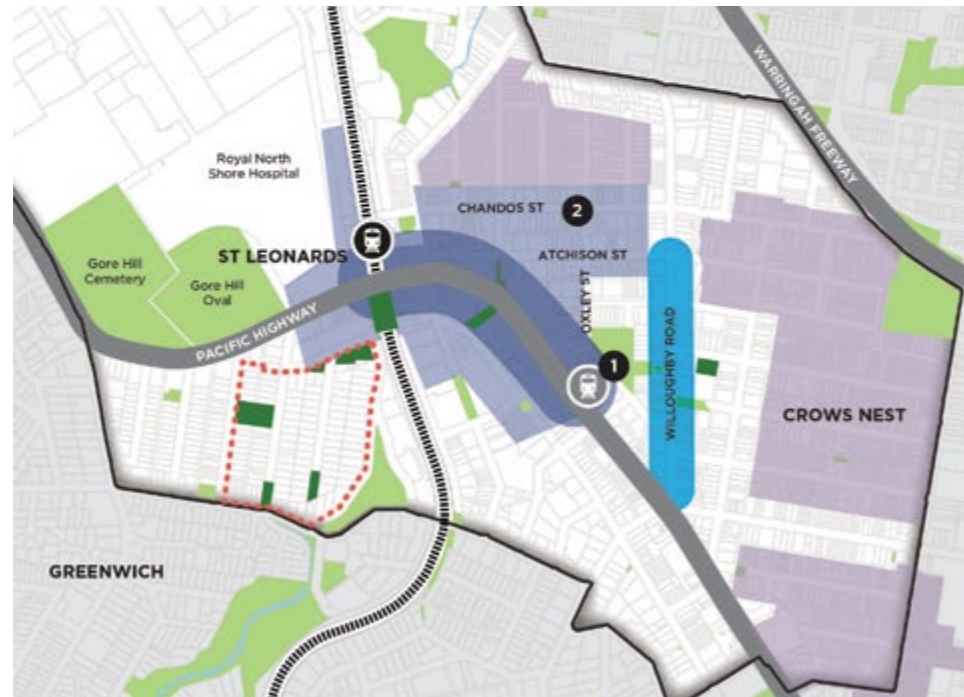 WARRINGAH FREEWAY
Royal North
Shore Hospital
CHANDOS ST
2
ST LEONARDS
ATCHISON ST
Gore Hill
Cemetery
Gore Hill
Oval
OXLEY ST
PACIFIC HIGHWAY
1
WILLOUGHBY ROAD
CROWS NEST
GREENWICH